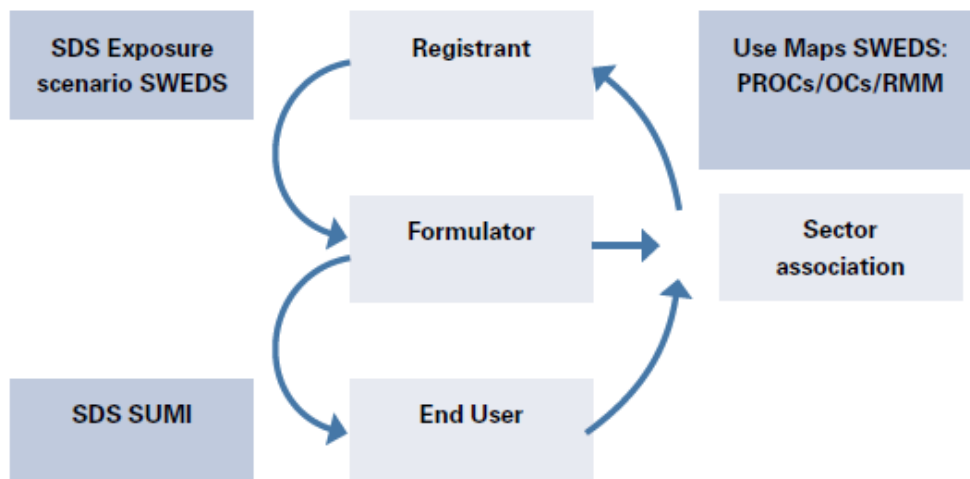 SDS Exposure
scenario SWEDS
Registrant
Use Maps SWEDS:
PROCs/OCs/RMM
Formulator
Sector
association
SDS SUMI
End User